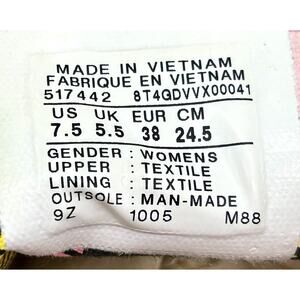 MADE IN VIETNAM
FABRIQUE EN VIETNAM
517442 8T4GDVVX00041
US UK EUR CM
7.5 5.5 38 24.5
GENDER : WOMENS
UPPER : TEXTILE
LINING : TEXTILE
OUTSOLE : MAN-MADE
9Z 1005 M88